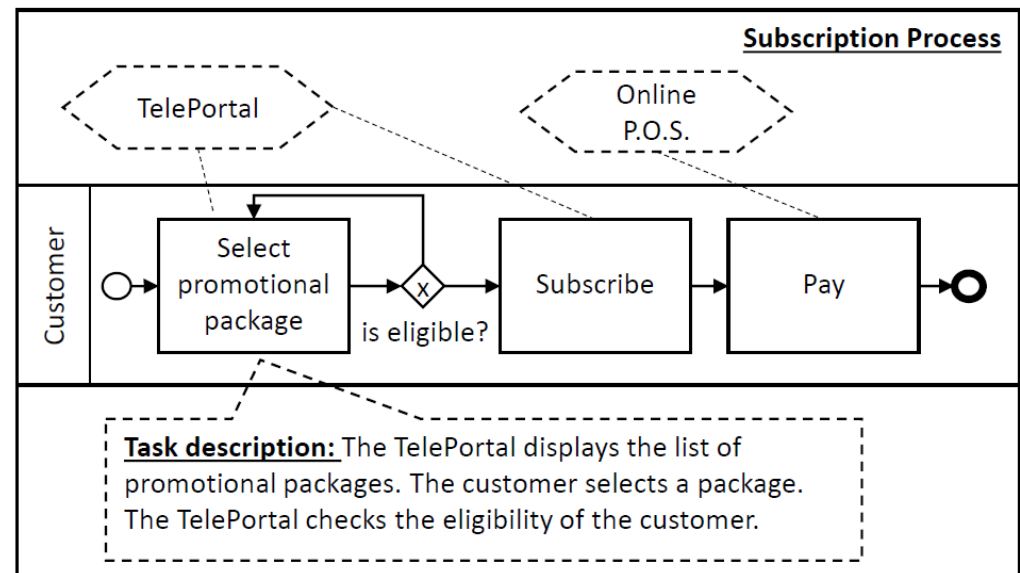 Subscription Process
TelePortal
Online
P.O.S.
Customer
Select
promotional
package
x
is eligible?
Subscribe
Pay
Task description: The TelePortal displays the list of
promotional packages. The customer selects a package.
The TelePortal checks the eligibility of the customer.